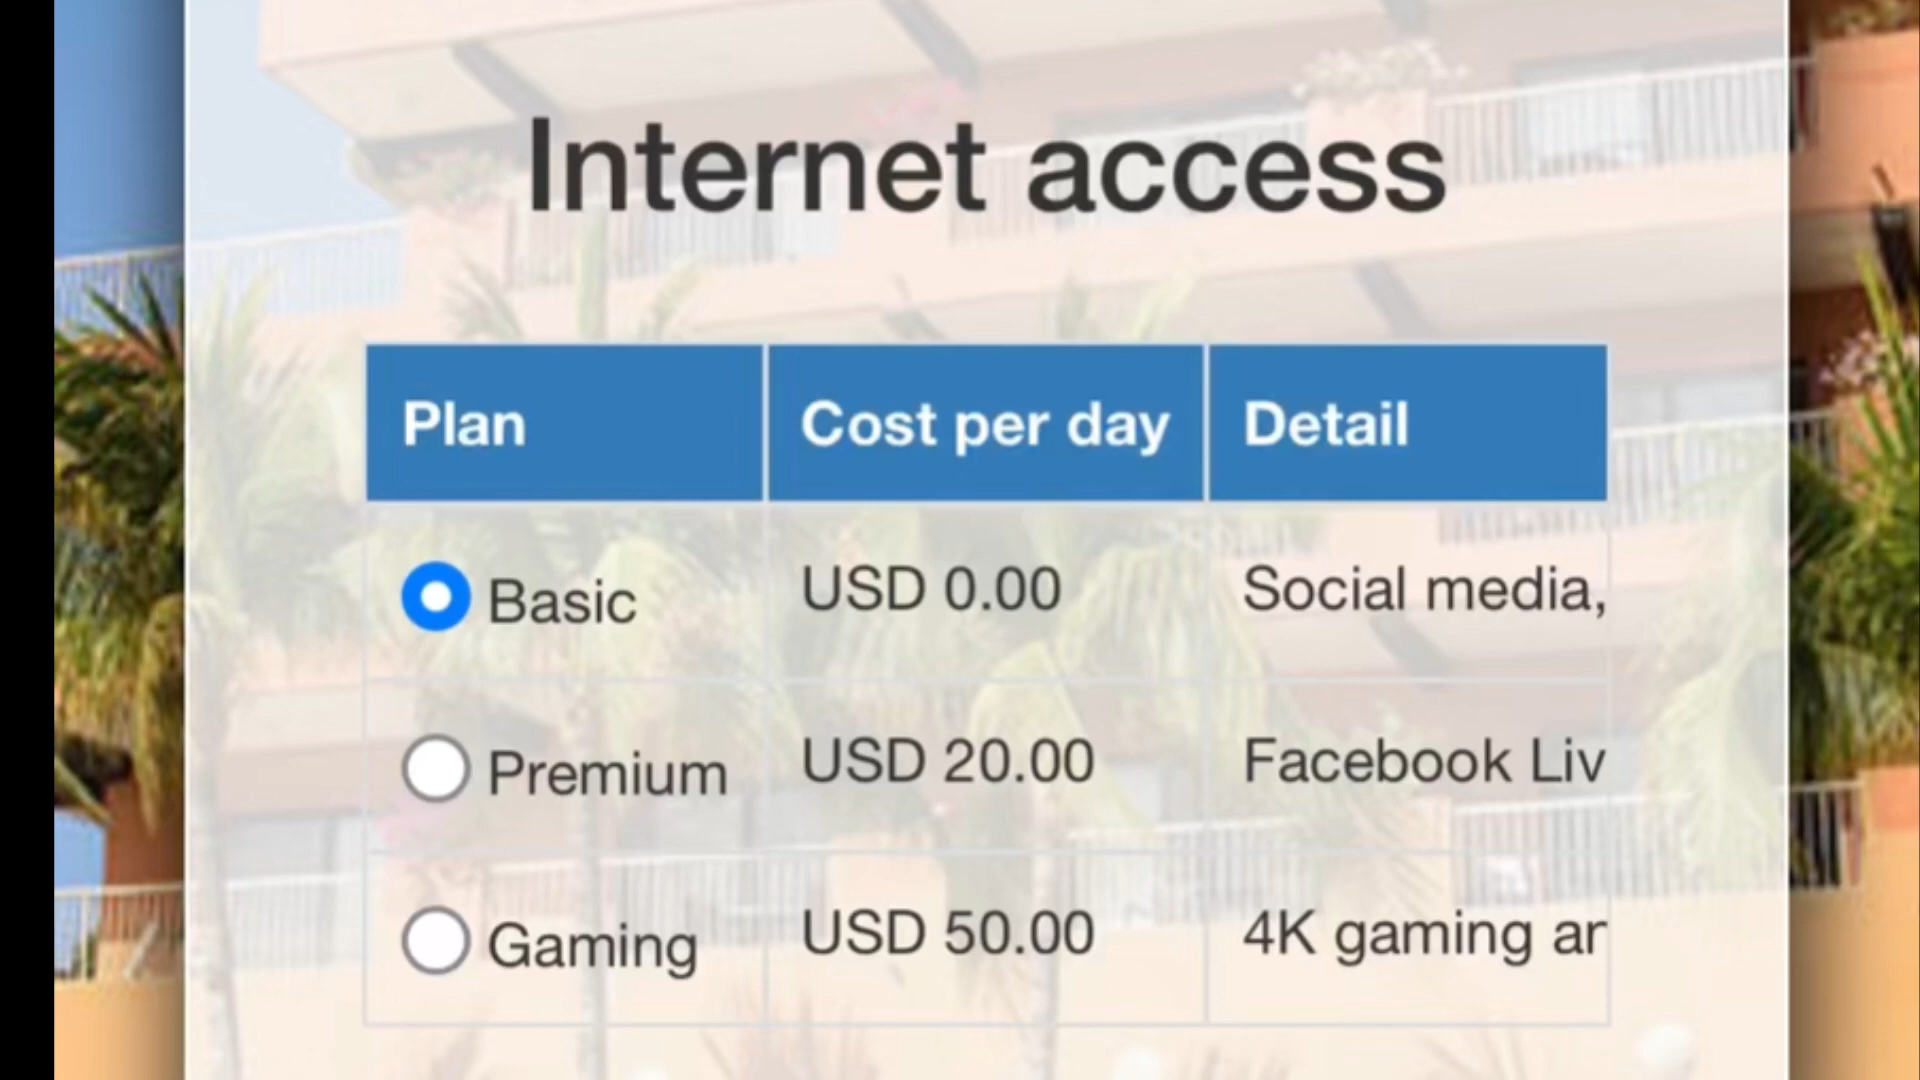 Internet access
Plan Cost per day Detail
Basic USD 0.00 Social media,
Premium USD 20.00 Facebook Liv
Gaming USD 50.00 4K gaming ar